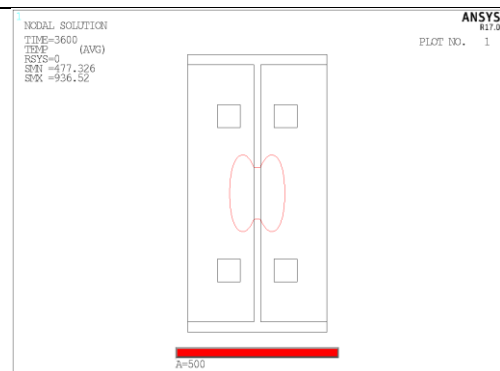 1
NODAL SOLUTION
TIME=3600
TEMP (AVG)
RSYS=0
SMN =477.326
SMX =936.52
ANSYS
R17.0
PLOT NO. 1
A=500